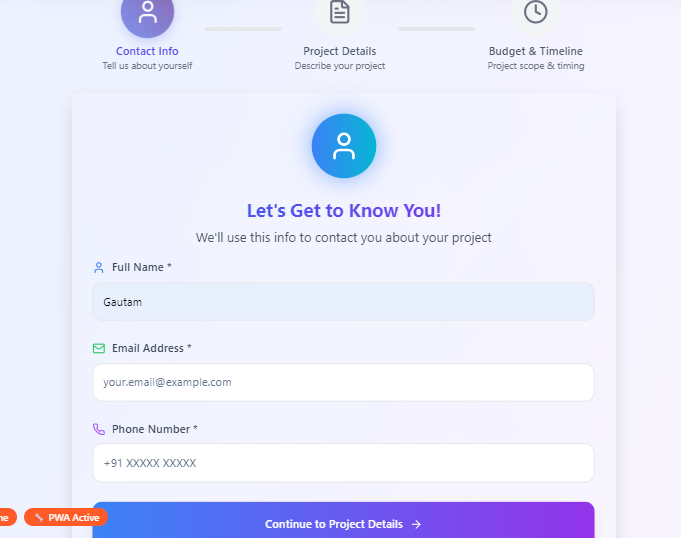 Contact Info
Tell us about yourself
Project Details
Describe your project
Budget & Timeline
Project scope & timing
Let's Get to Know You!
We'll use this info to contact you about your project
Full Name *
Gautam
Email Address *
your.email@example.com
Phone Number *
+91 XXXXX XXXXX
PWA Active
Continue to Project Details →